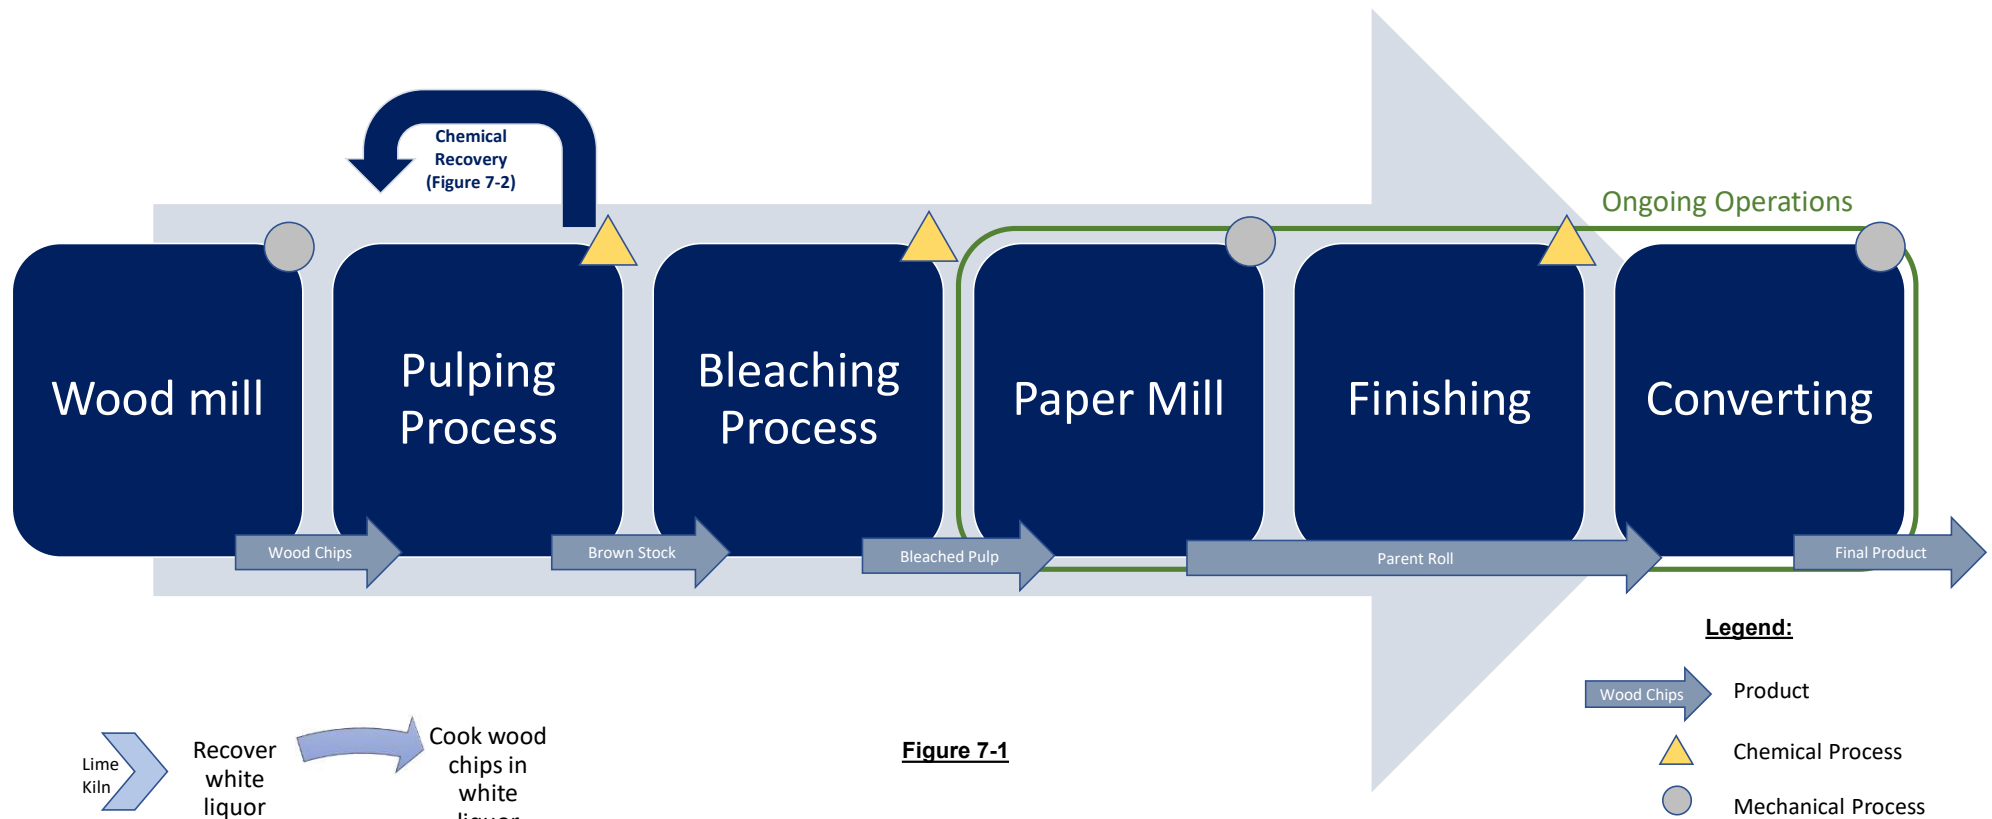 Chemical
Recovery
(Figure 7-2)
Ongoing Operations
Wood mill
Pulping
Process
Bleaching
Process
Paper Mill
Finishing
Converting
Wood Chips
Brown Stock
Bleached Pulp
Parent Roll
Final Product
Legend:
Wood Chips
Product
Chemical Process
Mechanical Process
Figure 7-1
Lime
Kiln
Recover
white
liquor
Cook wood
chips in
white
liquor